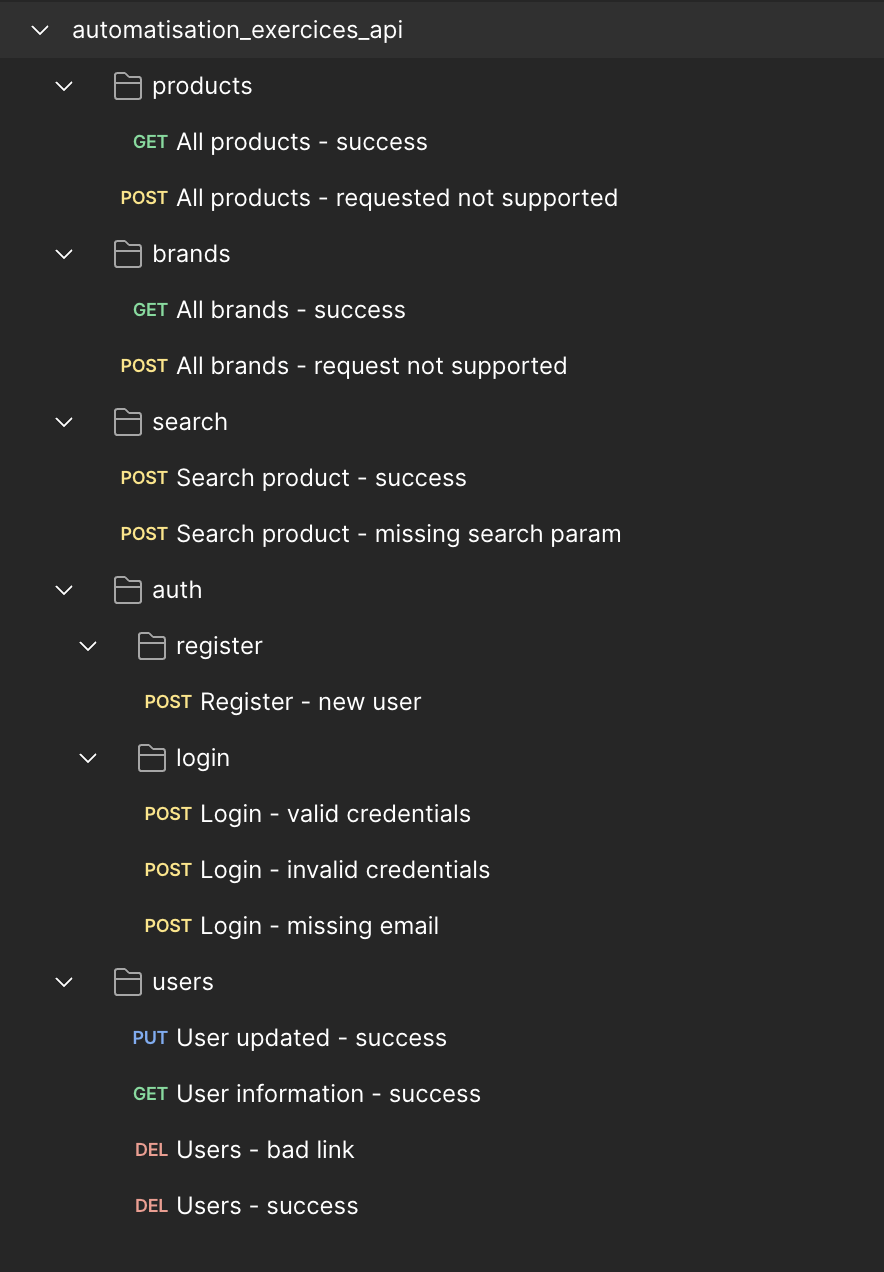 automatisation_exercices_api
products
GET All products - success
POST All products - requested not supported
brands
GET All brands - success
POST All brands - request not supported
search
POST Search product - success
POST Search product - missing search param
auth
register
POST Register - new user
login
POST Login - valid credentials
POST Login - invalid credentials
POST Login - missing email
users
PUT User updated - success
GET User information - success
DEL Users - bad link
DEL Users - success